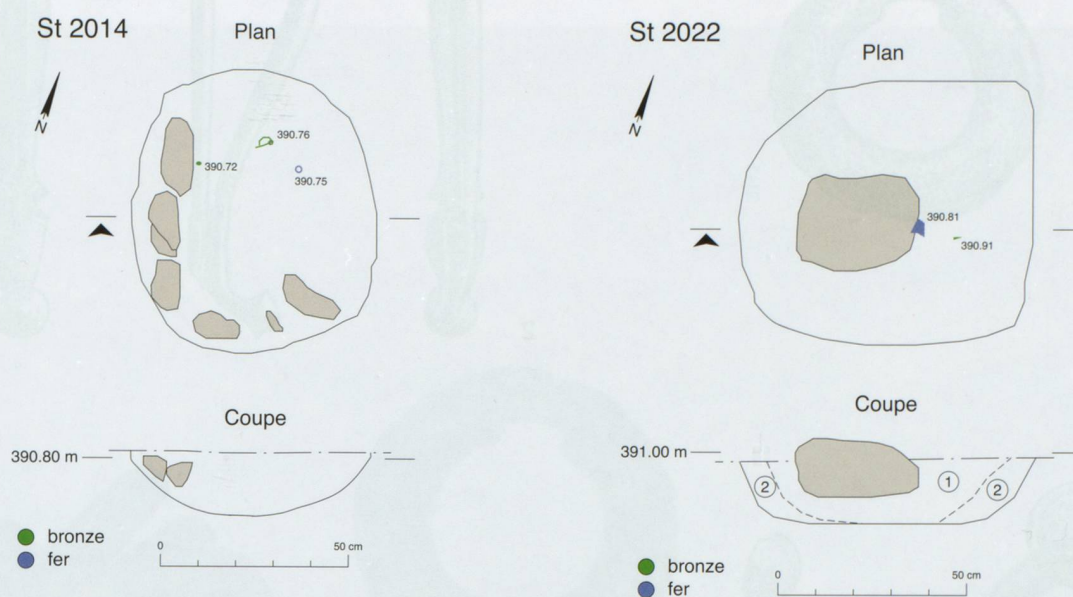 St 2014
Plan
N
390.76
390.72
390.75
Coupe
390.80 m
bronze
fer
0 50 cm
St 2022
Plan
N
390.81
390.91
Coupe
391.00 m
2 1 2
bronze
fer
0 50 cm